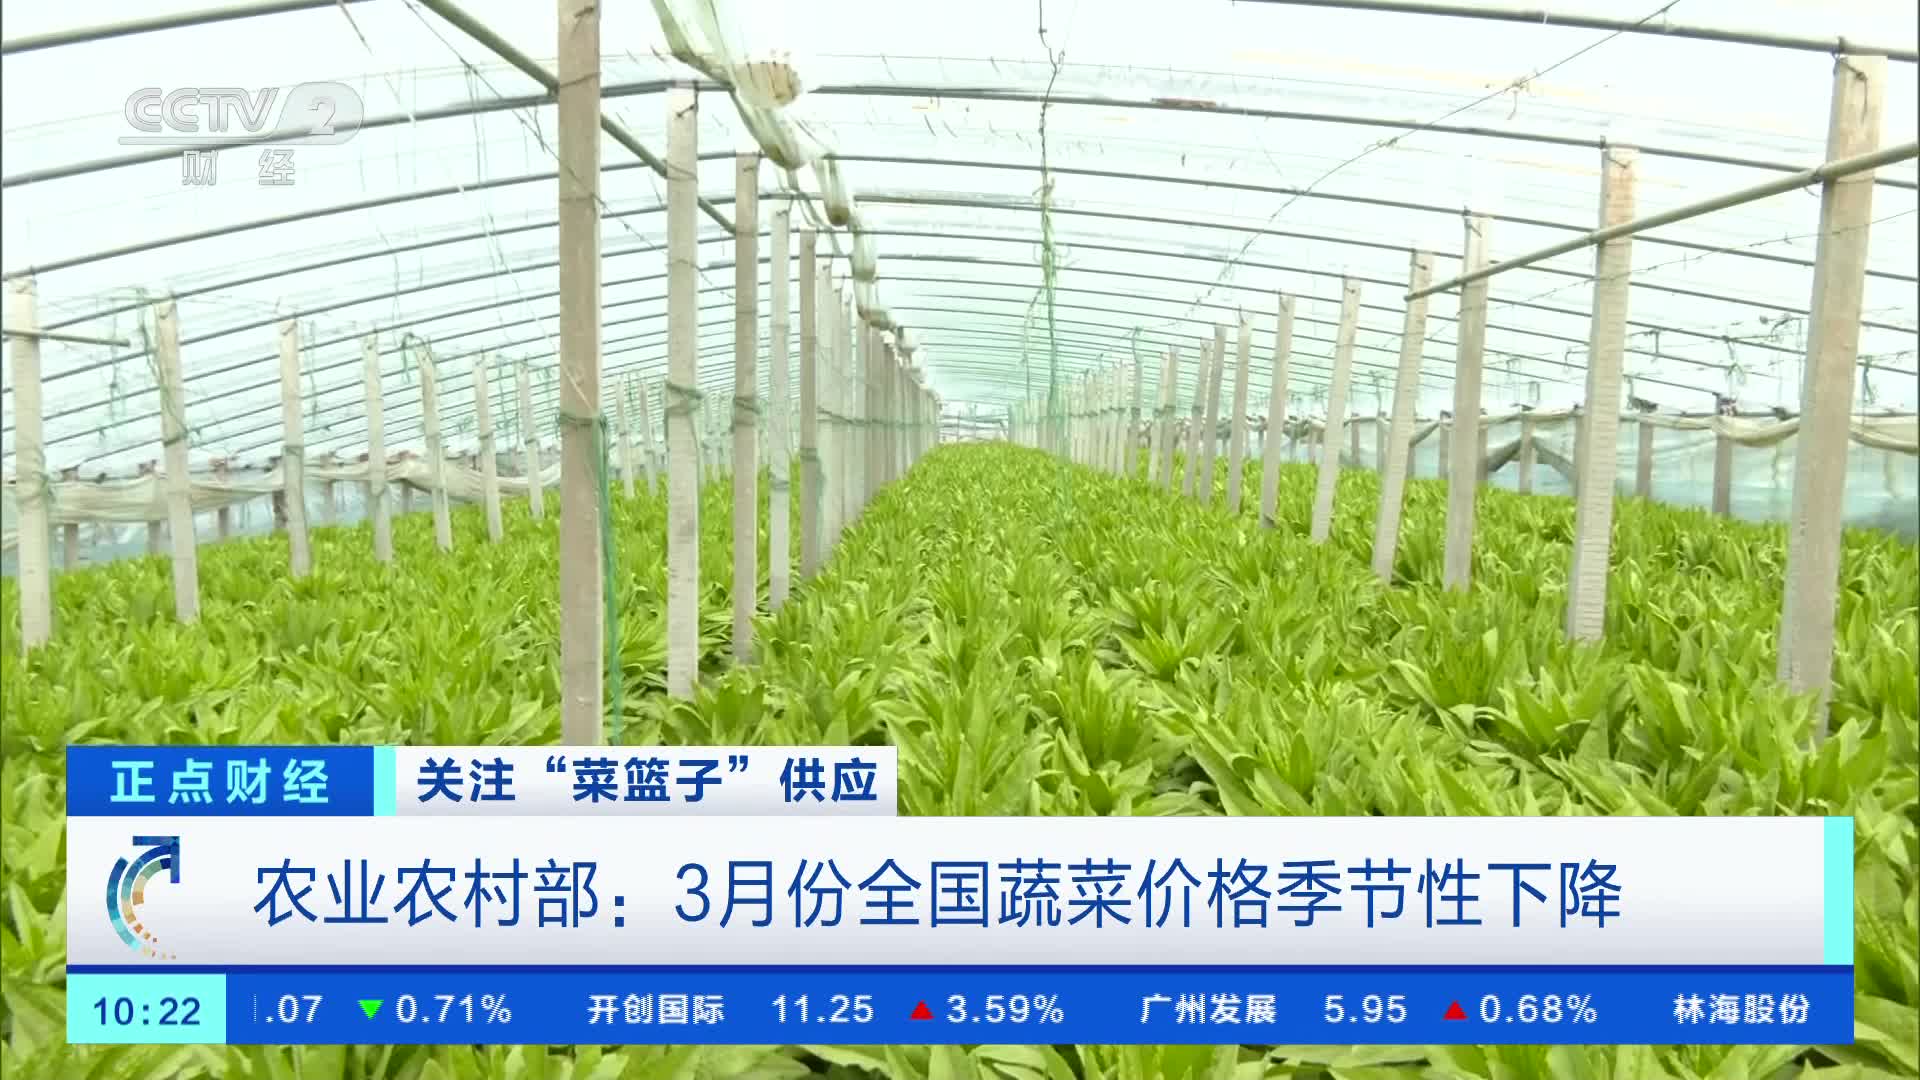 CCTV 2
财经
正点财经
关注“菜篮子”供应
农业农村部：3月份全国蔬菜价格季节性下降
10:22
.07 ▼ 0.71% 开创国际 11.25 ▲ 3.59% 广州发展 5.95 ▲ 0.68% 林海股份